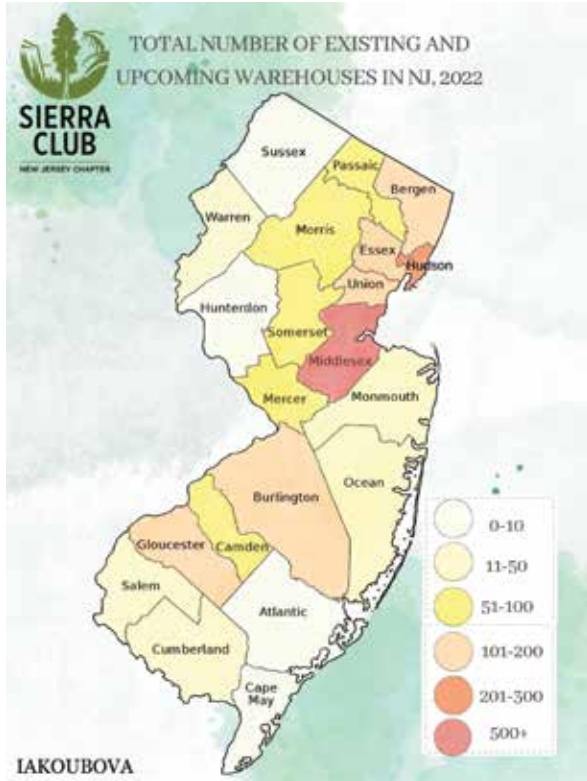 TOTAL NUMBER OF EXISTING AND
UPCOMING WAREHOUSES IN NJ, 2022
SIERRA
CLUB
NEW JERSEY CHAPTER
Sussex
Passaic
Bergen
Warren
Morris
Essex
Hudson
Union
Hunterdon
Somerset
Middlesex
Mercer
Monmouth
Ocean
Burlington
Gloucester
Camden
Salem
Atlantic
Cumberland
Cape
May
0-10
11-50
51-100
101-200
201-300
500+
IAKOUBOVA